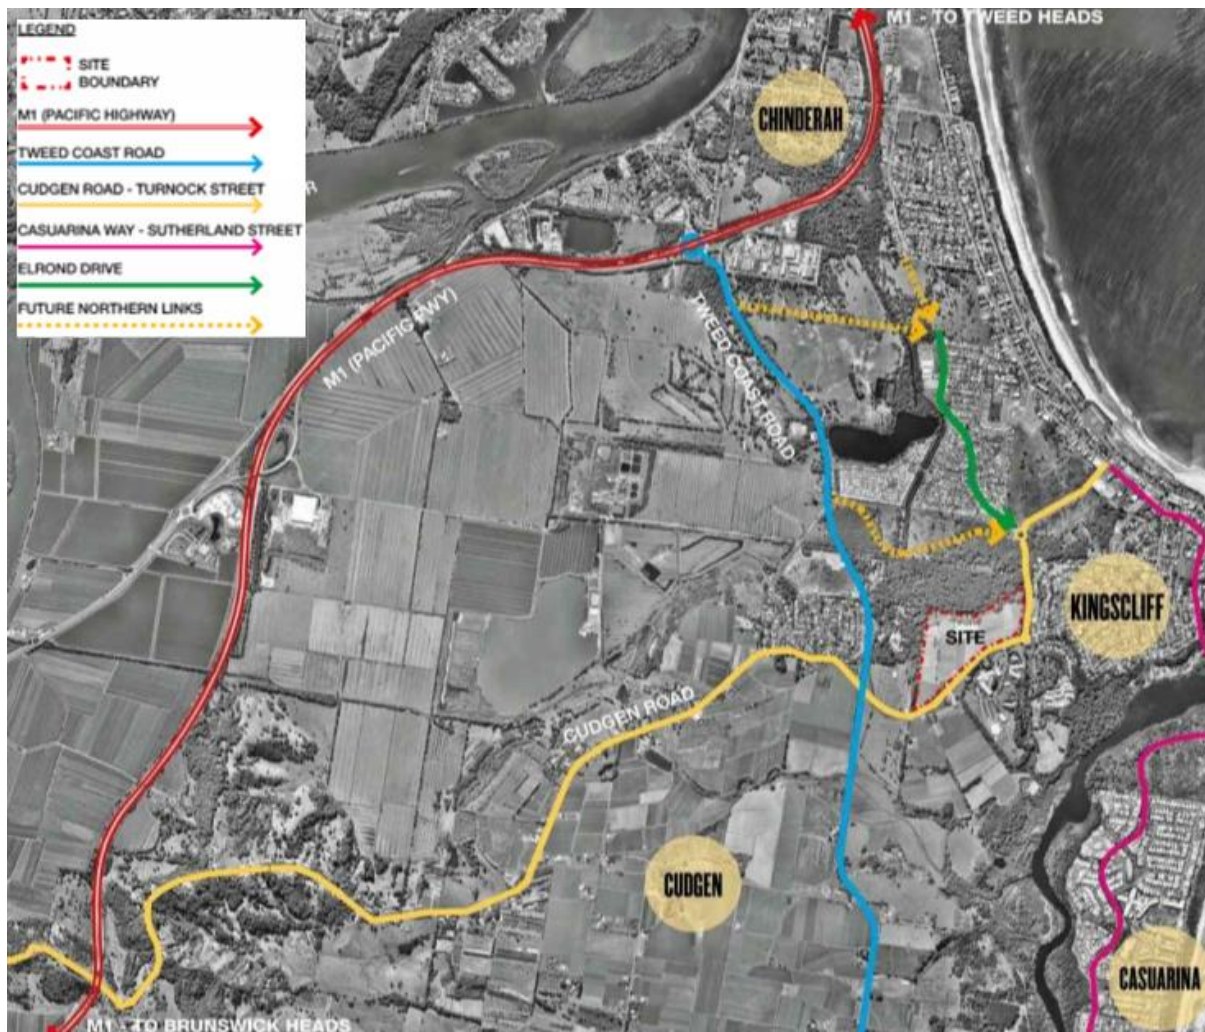 LEGEND
SITE
BOUNDARY
M1 (PACIFIC HIGHWAY)
TWEED COAST ROAD
CUDGEN ROAD - TURNOCK STREET
CASUARINA WAY - SUTHERLAND STREET
ELROND DRIVE
FUTURE NORTHERN LINKS
M1 - TO TWEED HEADS
CHINDERAH
R
M1 (PACIFIC HWY)
TWEED COAST ROAD
KINGSCLIFF
SITE
CUDGEN ROAD
CUDGEN
CASUARINA
M1 - TO BRUNSWICK HEADS